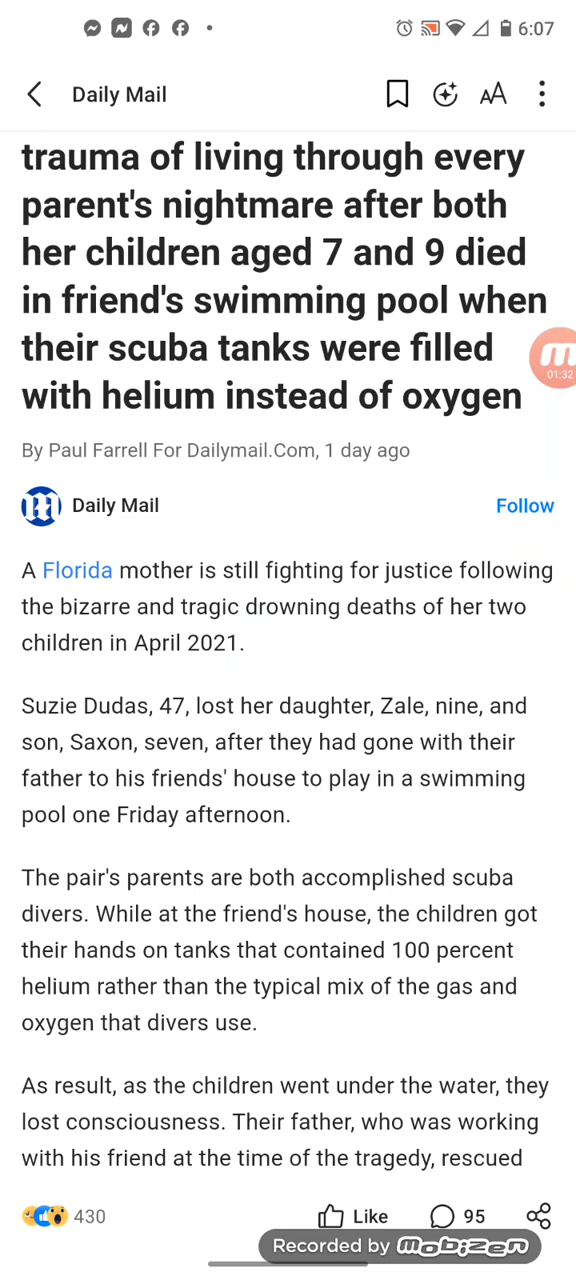 6:07
Daily Mail
AA
trauma of living through every
parent's nightmare after both
her children aged 7 and 9 died
in friend's swimming pool when
their scuba tanks were filled
with helium instead of oxygen
01:32
By Paul Farrell For Dailymail.Com, 1 day ago
Daily Mail
Follow
A Florida mother is still fighting for justice following
the bizarre and tragic drowning deaths of her two
children in April 2021.
Suzie Dudas, 47, lost her daughter, Zale, nine, and
son, Saxon, seven, after they had gone with their
father to his friends' house to play in a swimming
pool one Friday afternoon.
The pair's parents are both accomplished scuba
divers. While at the friend's house, the children got
their hands on tanks that contained 100 percent
helium rather than the typical mix of the gas and
oxygen that divers use.
As result, as the children went under the water, they
lost consciousness. Their father, who was working
with his friend at the time of the tragedy, rescued
430
Like
95
Recorded by mobizen